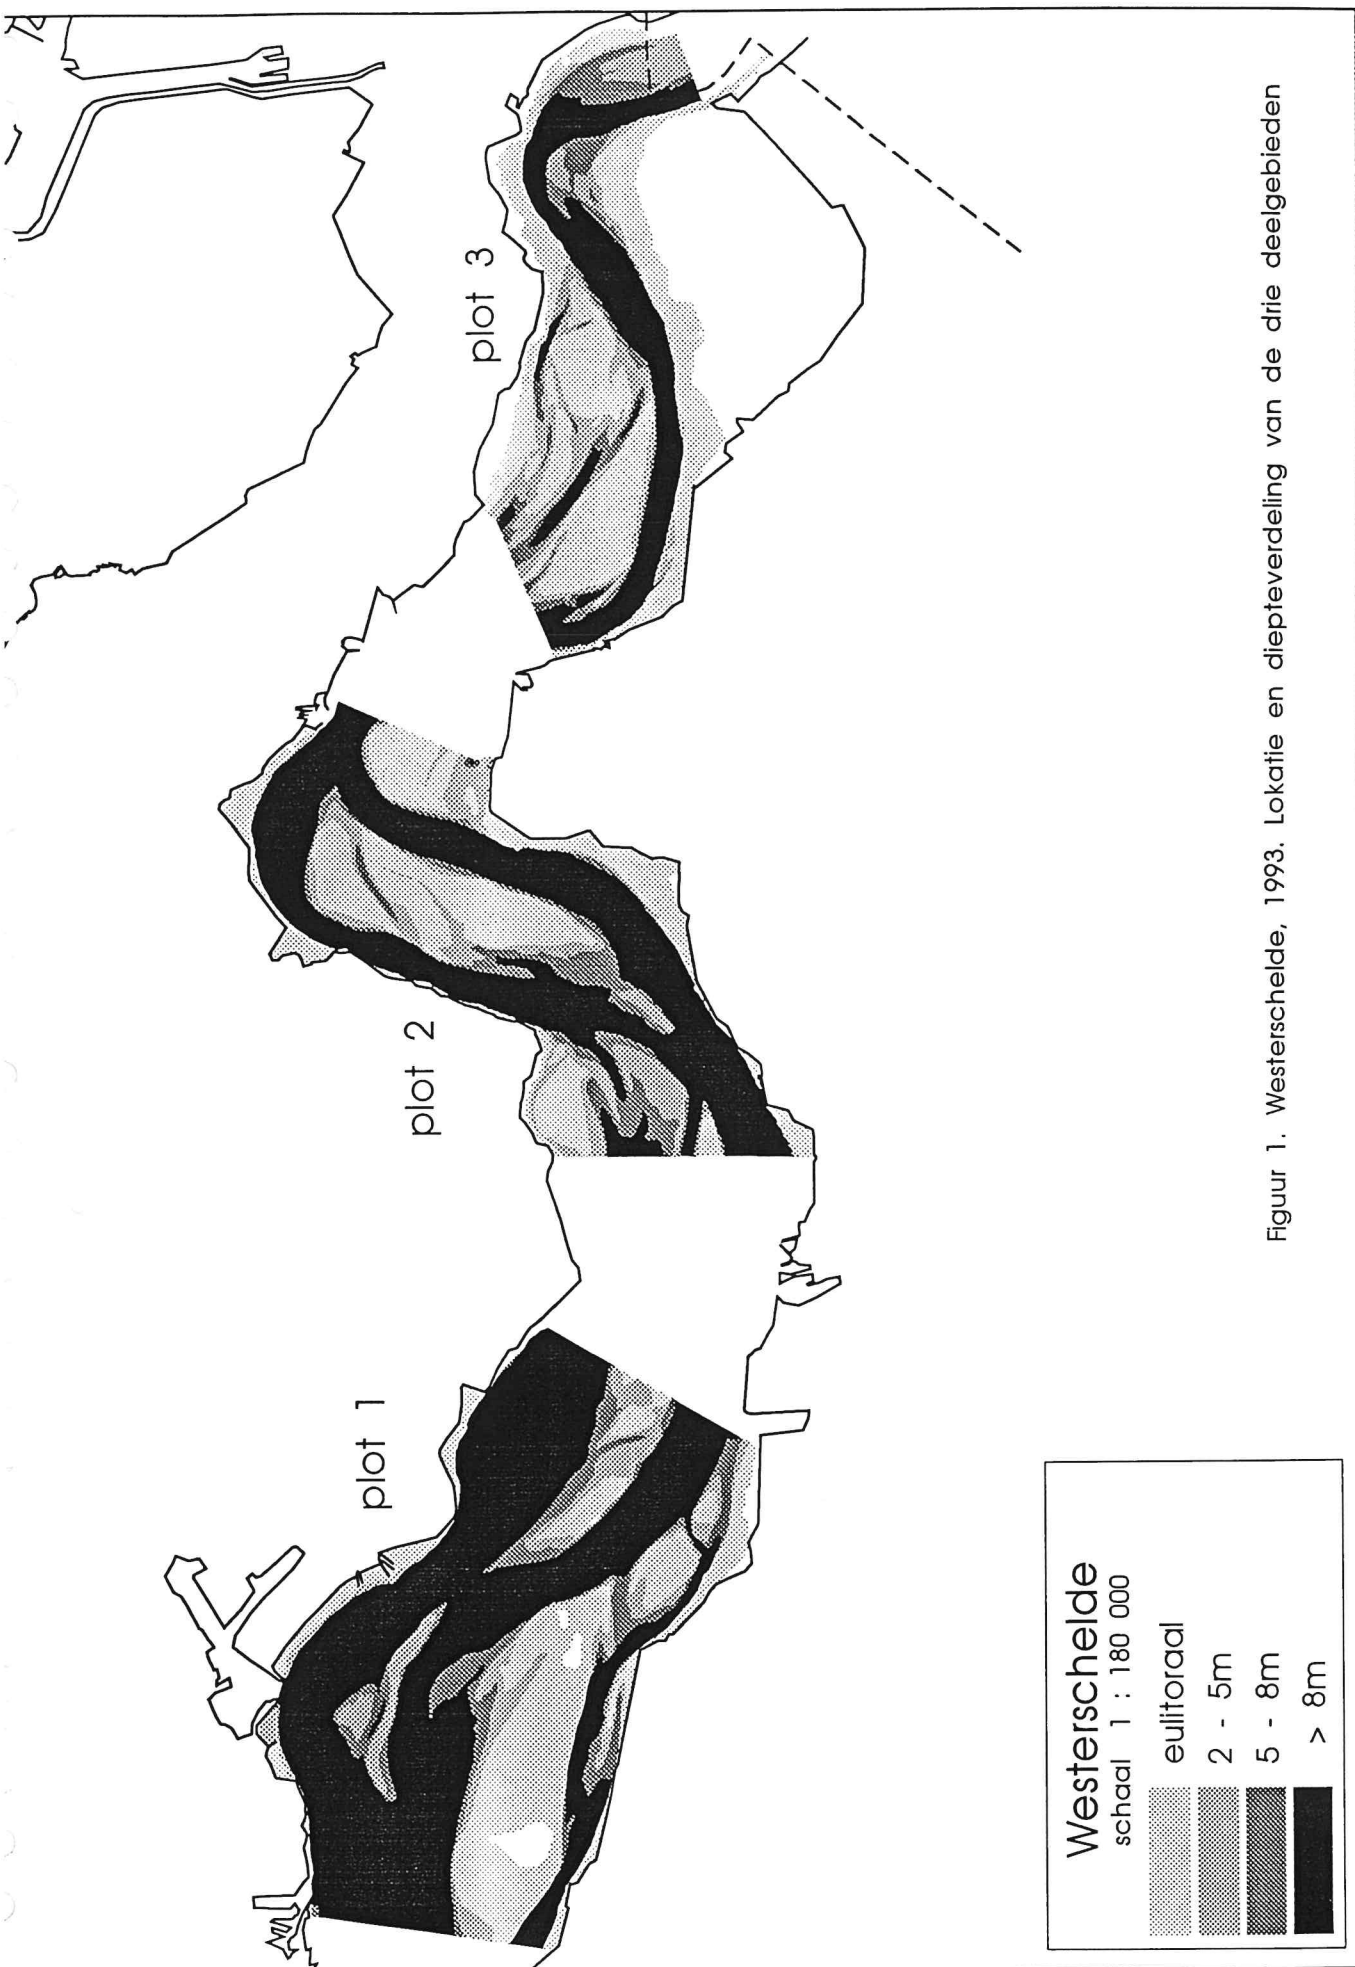 plot 1
plot 2
plot 3
Westerschelde
schaal 1 : 180 000
eulitoraal
2 - 5m
5 - 8m
> 8m
Figuur 1. Westerschelde, 1993. Lokatie en diepteverdeling van de drie deelgebieden